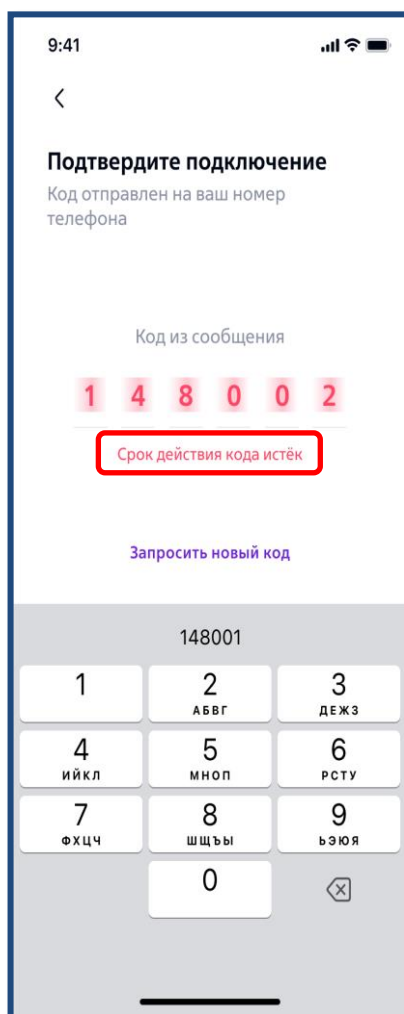 9:41
Подтвердите подключение
Код отправлен на ваш номер
телефона
Код из сообщения
1 4 8 0 0 2
Срок действия кода истёк
Запросить новый код
148001
1 2 3
АБВГ ДЕЖЗ
4 5 6
ИЙКЛ МНОП РСТУ
7 8 9
ФХЦЧ ШЩЪЫ ЬЭЮЯ
0